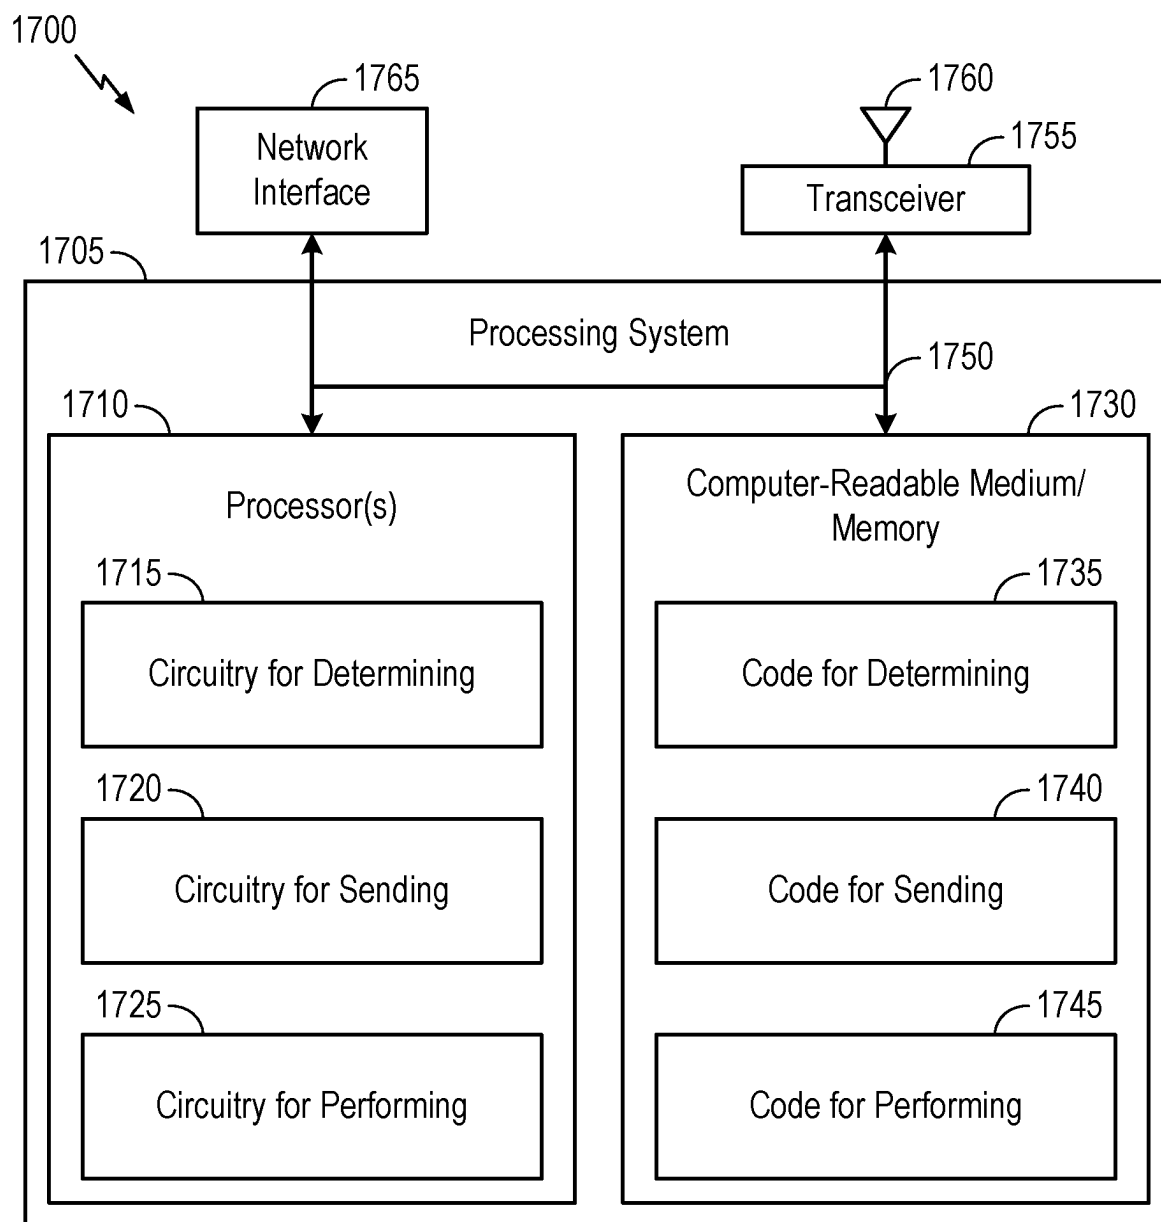 1700
1765
1760
Network
Interface
1755
Transceiver
1705
Processing System
1750
1710
1730
Processor(s)
Computer-Readable Medium/
Memory
1715
1735
Circuitry for Determining
Code for Determining
1720
1740
Circuitry for Sending
Code for Sending
1725
1745
Circuitry for Performing
Code for Performing